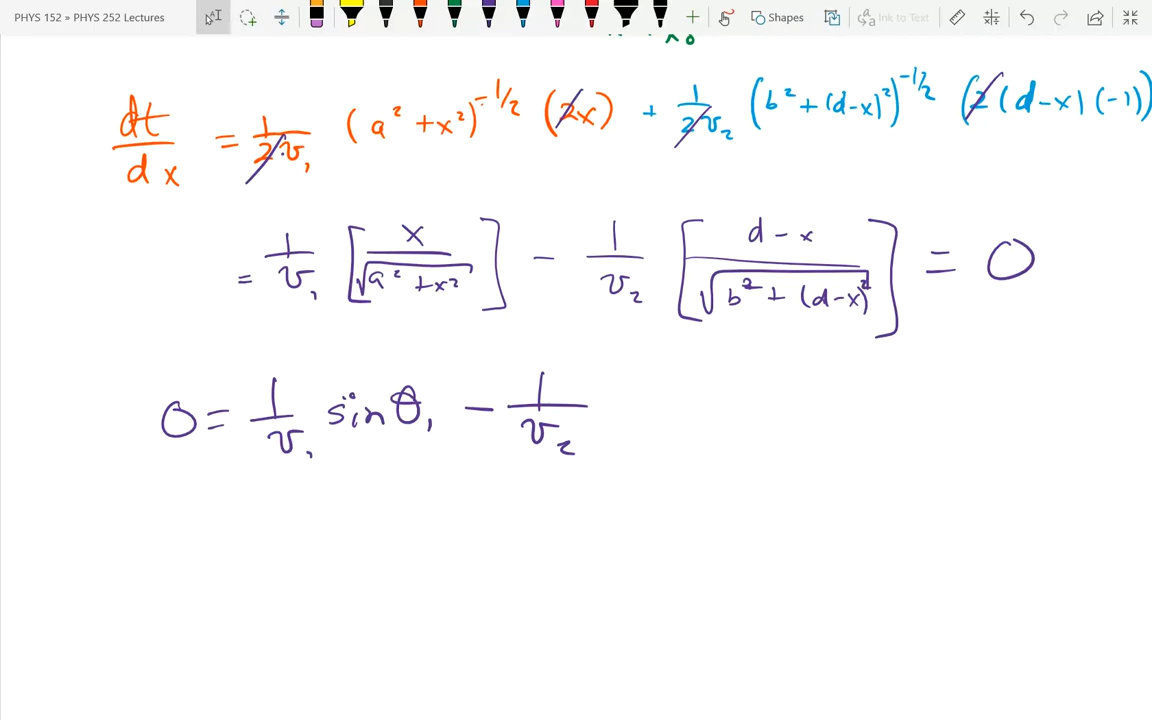 PHYS 152 » PHYS 252 Lectures
Shapes
Ink to Text
dt/dx = 1/(2v₁) (a² + x²)^(-1/2) (2x) + 1/(2v₂) (b² + (d-x)²)^(-1/2) (2(d-x)(-1))
= 1/v₁ [x/√(a² + x²)] - 1/v₂ [(d-x)/√(b² + (d-x)²)] = 0
0 = 1/v₁ sin θ₁ - 1/v₂